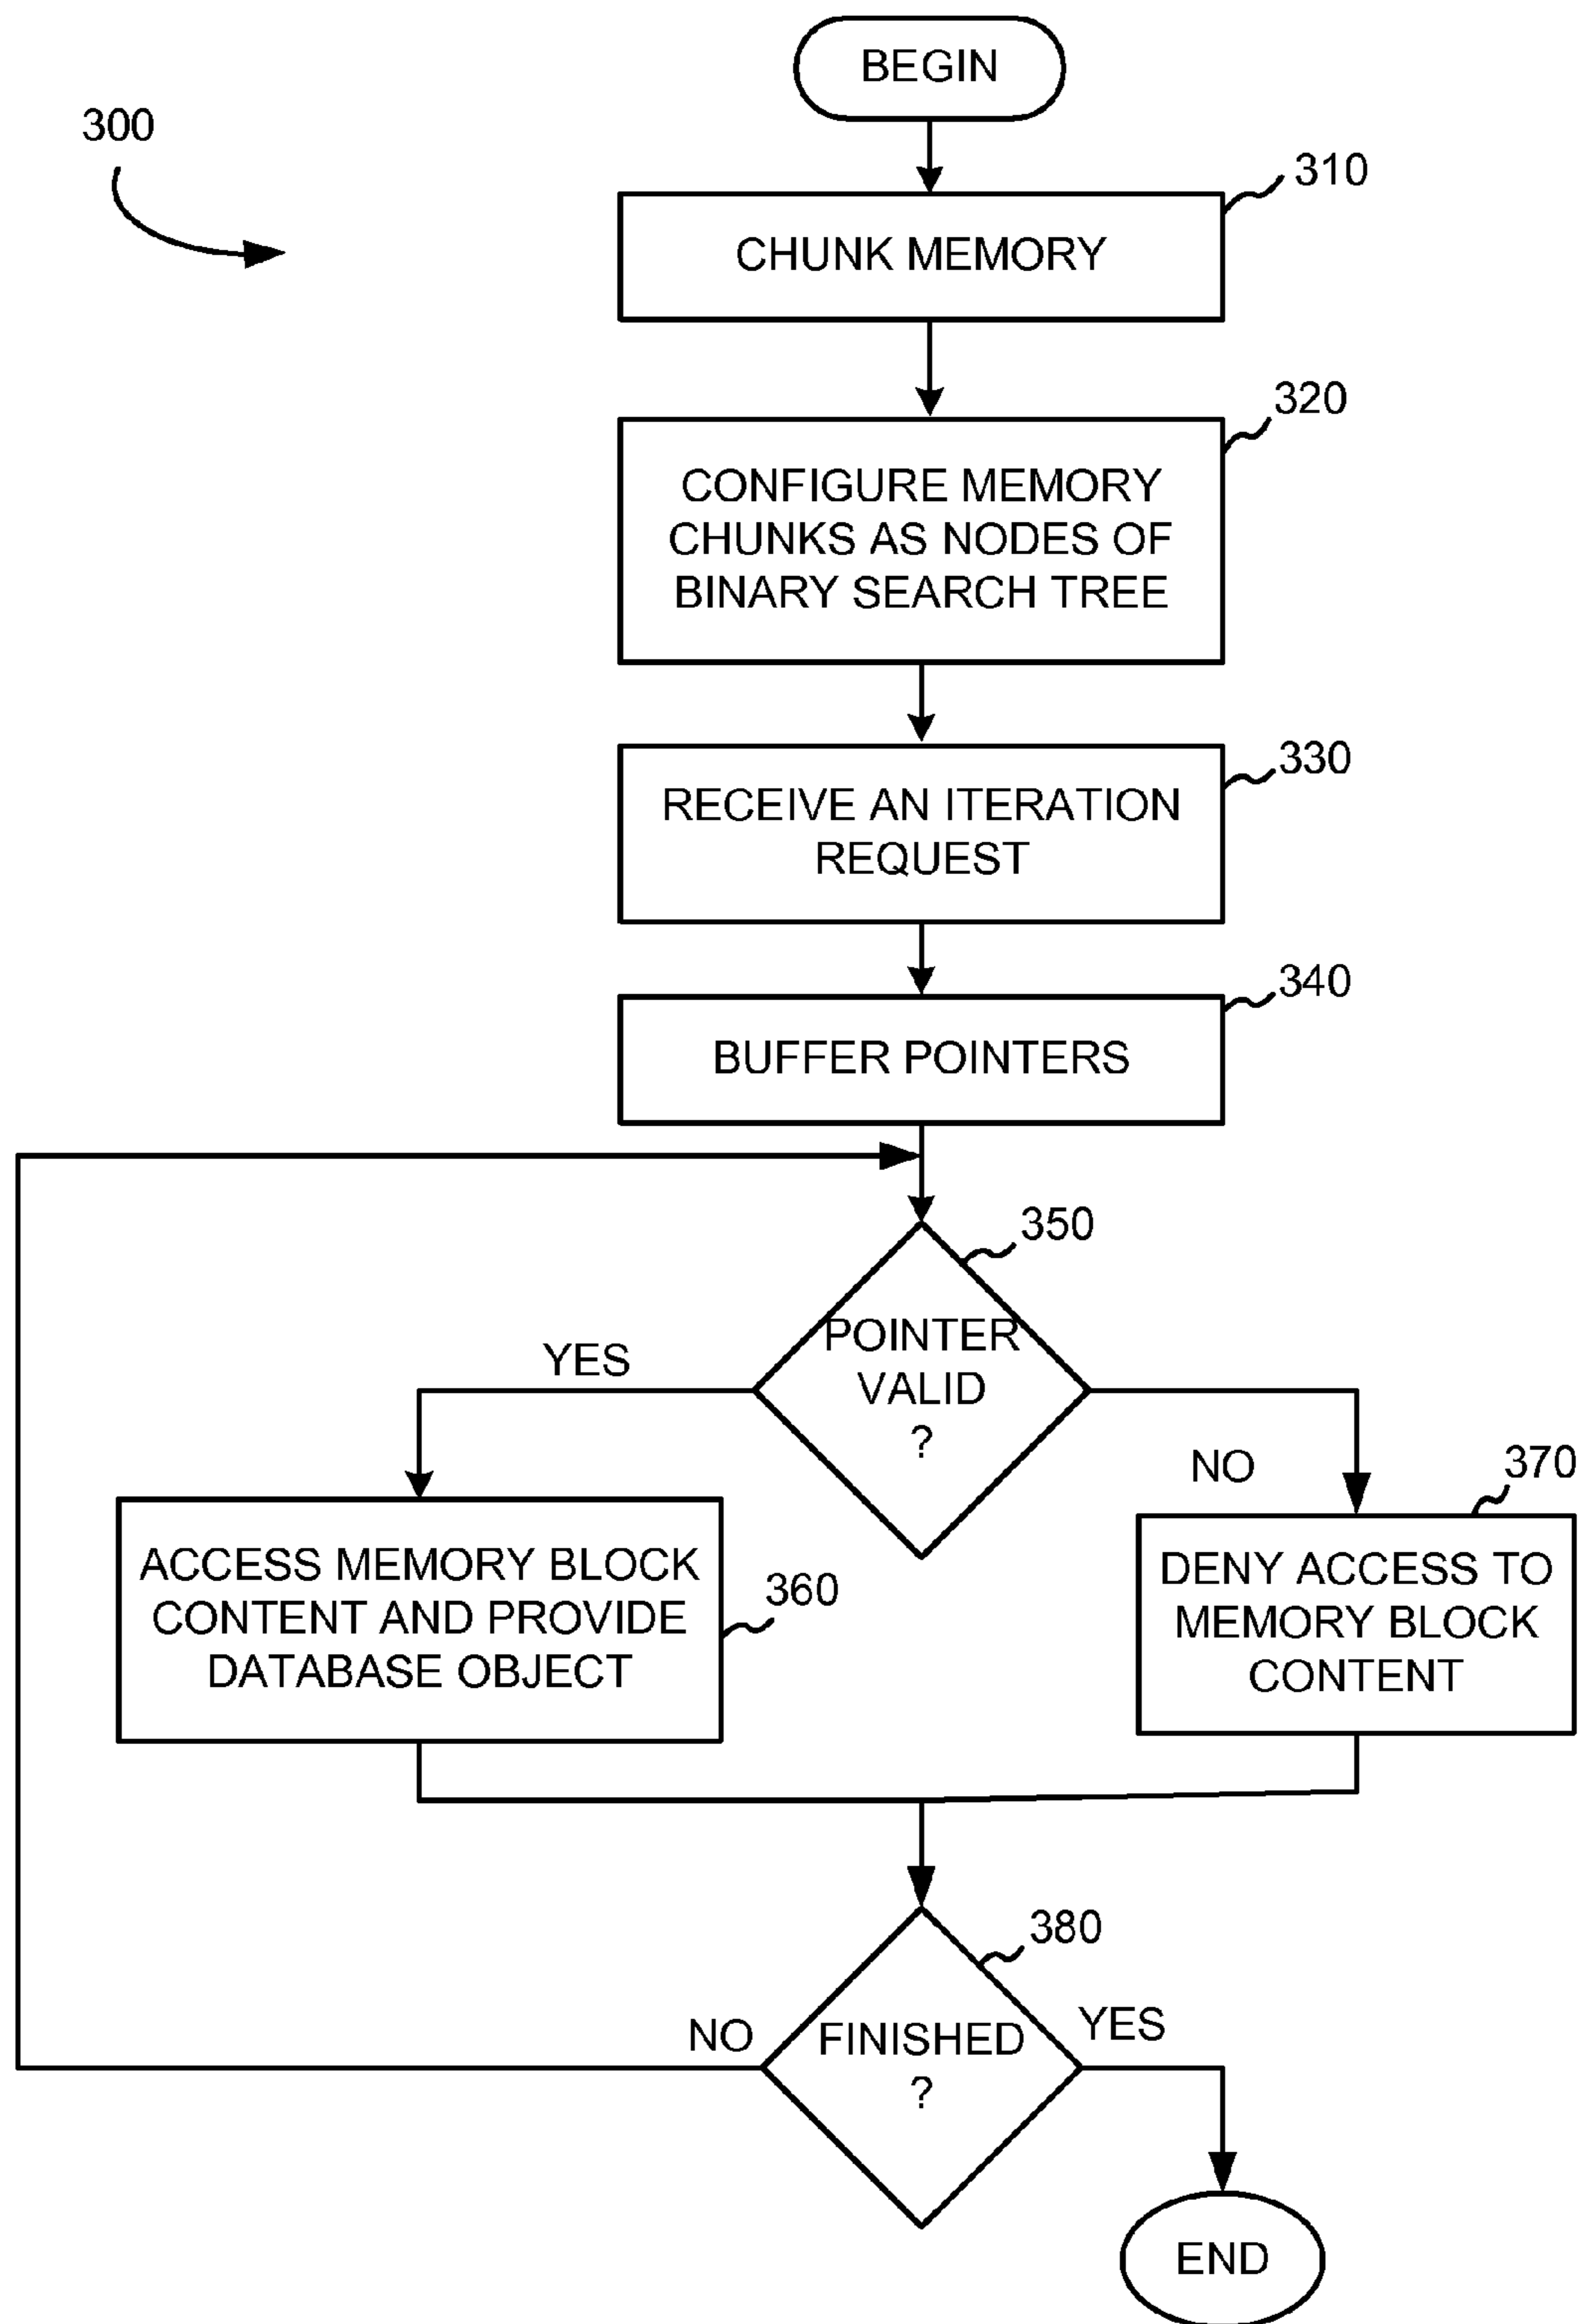 BEGIN
300
310
CHUNK MEMORY
320
CONFIGURE MEMORY
CHUNKS AS NODES OF
BINARY SEARCH TREE
330
RECEIVE AN ITERATION
REQUEST
340
BUFFER POINTERS
350
POINTER
VALID
?
YES
NO
370
ACCESS MEMORY BLOCK
CONTENT AND PROVIDE
DATABASE OBJECT
360
DENY ACCESS TO
MEMORY BLOCK
CONTENT
380
FINISHED
?
NO
YES
END